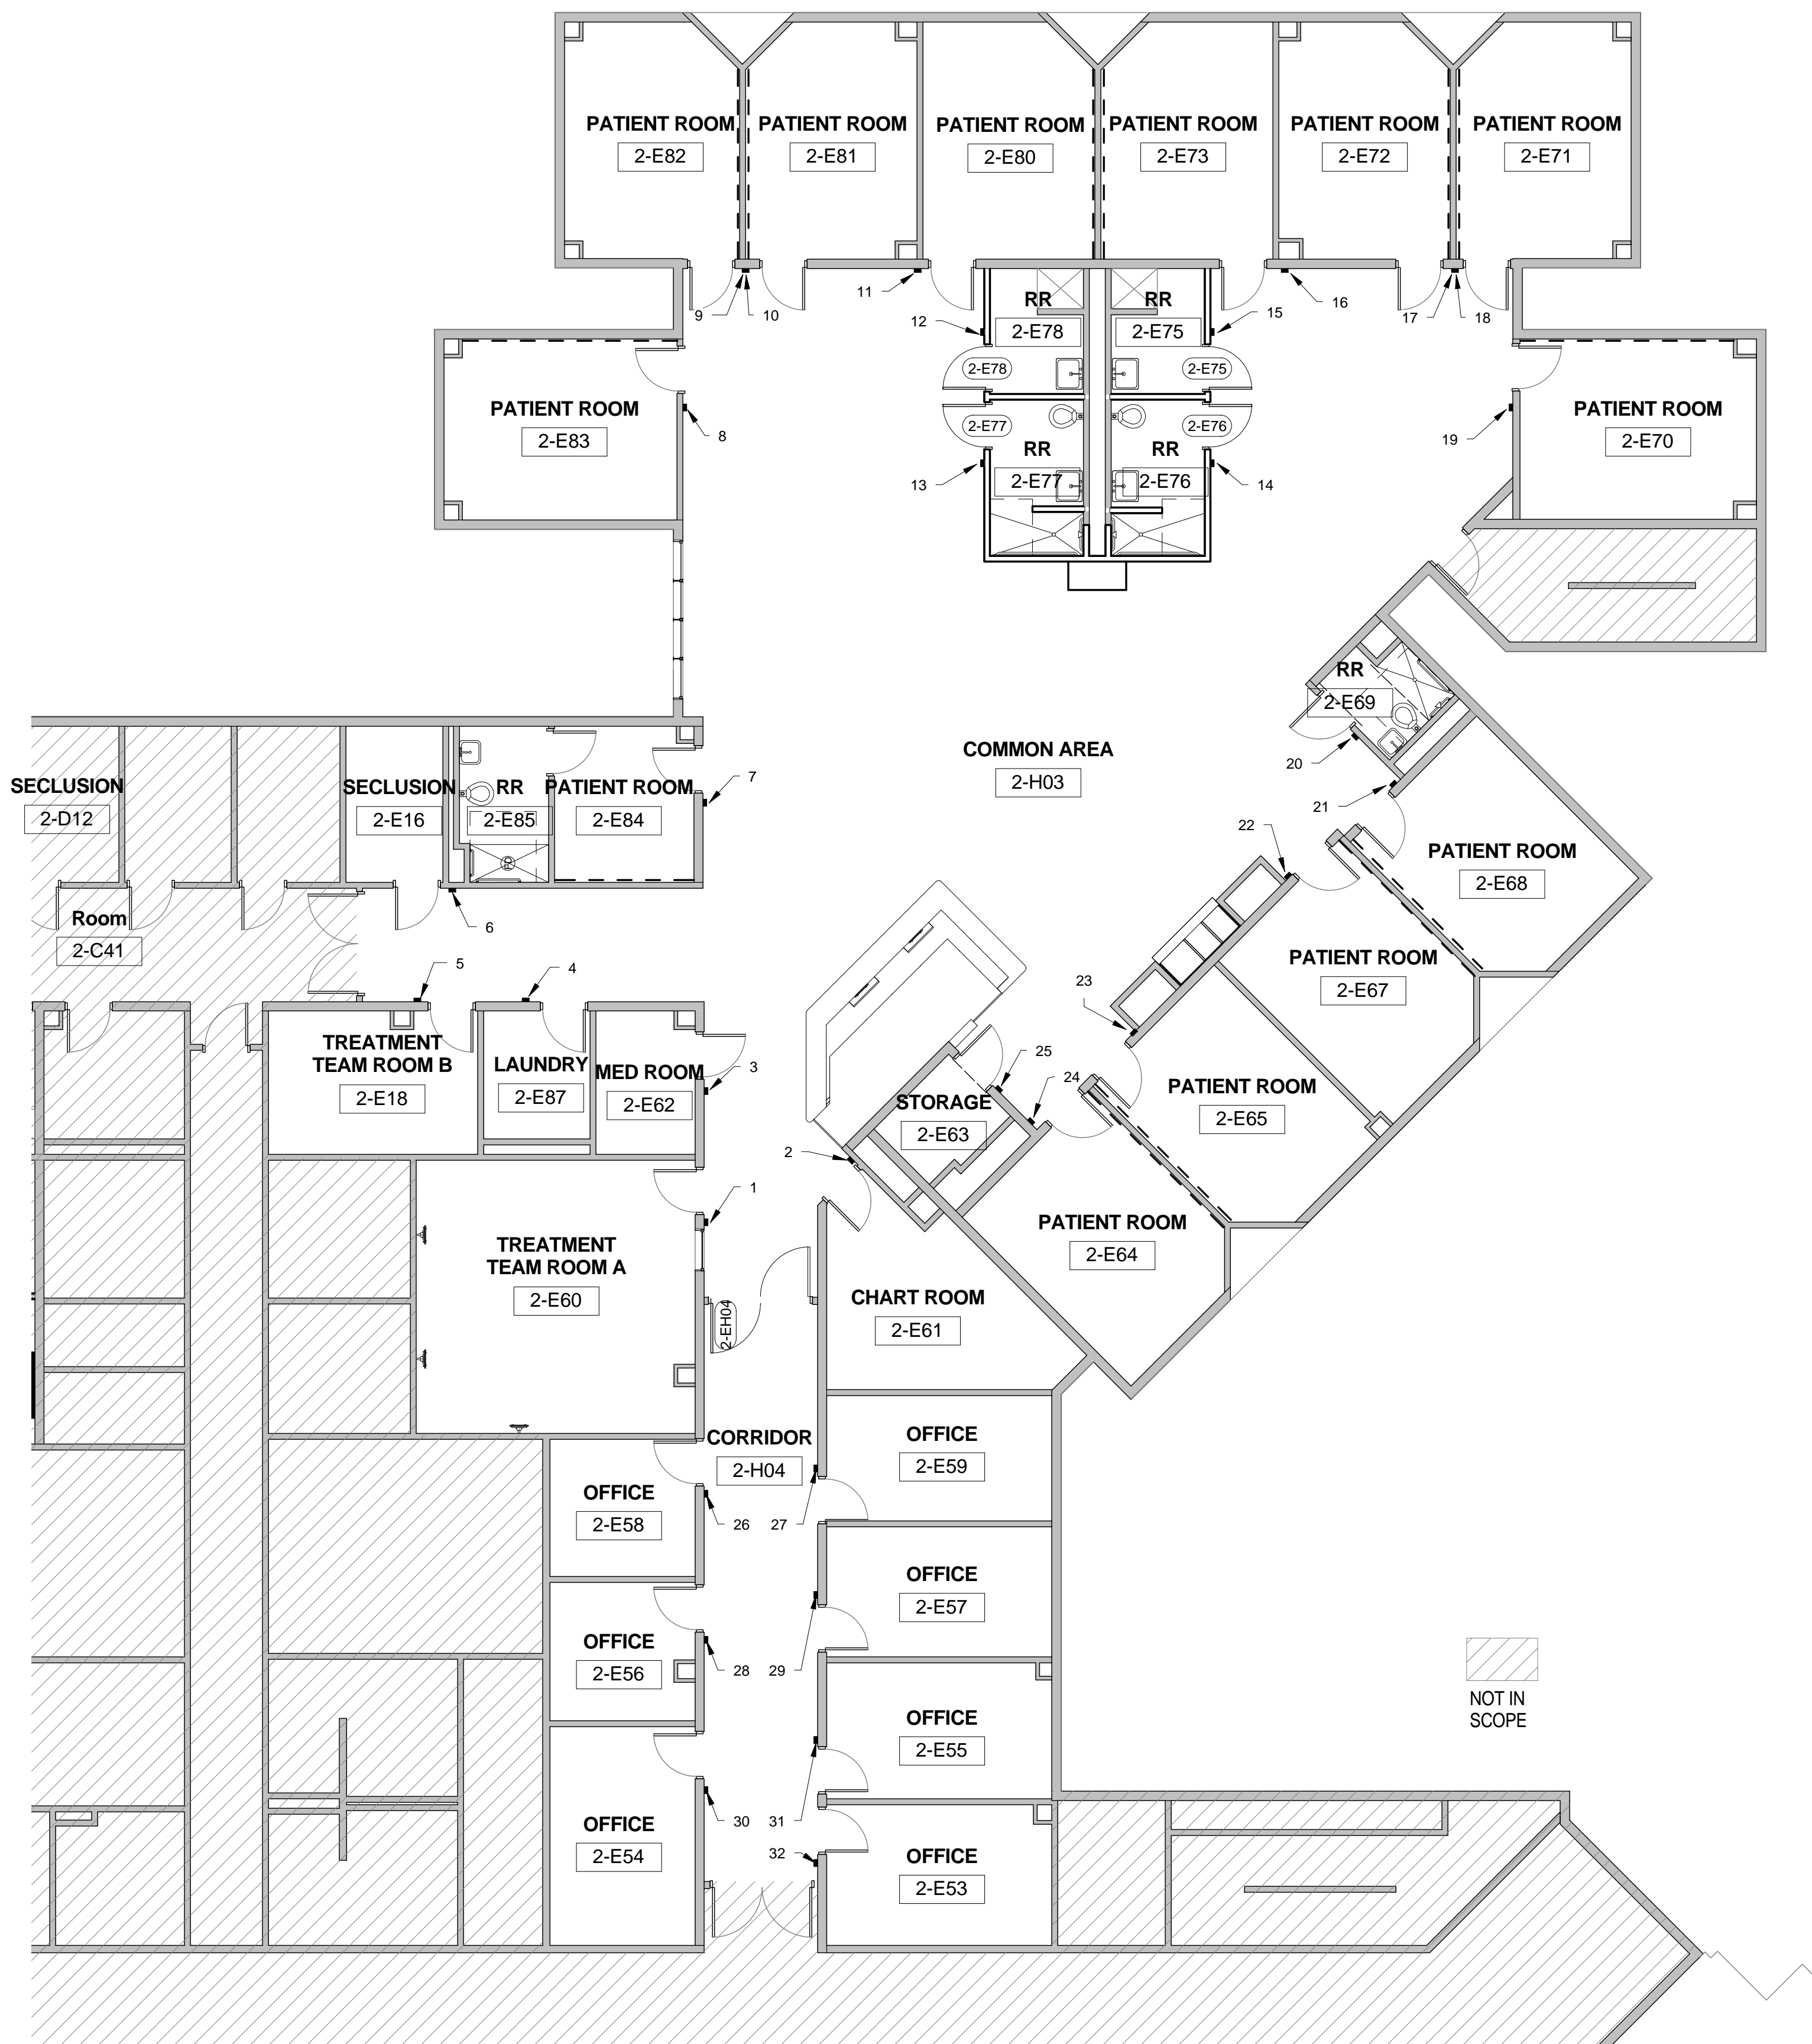 PATIENT ROOM
2-E82
PATIENT ROOM
2-E81
PATIENT ROOM
2-E80
PATIENT ROOM
2-E73
PATIENT ROOM
2-E72
PATIENT ROOM
2-E71
9
10
11
12
RR
2-E78
RR
2-E75
15
16
17
18
2-E78
2-E75
PATIENT ROOM
2-E83
8
2-E77
2-E76
19
PATIENT ROOM
2-E70
13
RR
2-E77
RR
2-E76
14
RR
2-E69
20
21
COMMON AREA
2-H03
SECLUSION
2-D12
SECLUSION
2-E16
RR
2-E85
PATIENT ROOM
2-E84
7
22
PATIENT ROOM
2-E68
Room
2-C41
6
5
4
PATIENT ROOM
2-E67
23
TREATMENT
TEAM ROOM B
2-E18
LAUNDRY
2-E87
MED ROOM
2-E62
3
25
24
STORAGE
2-E63
PATIENT ROOM
2-E65
2
1
TREATMENT
TEAM ROOM A
2-E60
PATIENT ROOM
2-E64
2-EH04
CHART ROOM
2-E61
CORRIDOR
2-H04
OFFICE
2-E59
OFFICE
2-E58
26
27
OFFICE
2-E57
OFFICE
2-E56
28
29
OFFICE
2-E55
NOT IN
SCOPE
OFFICE
2-E54
30
31
32
OFFICE
2-E53